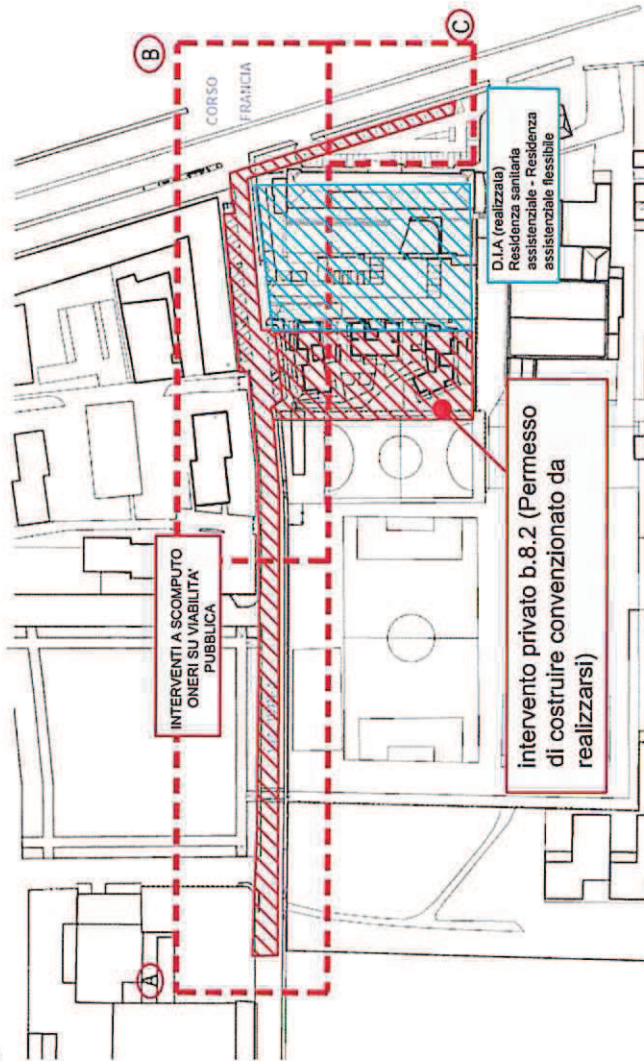 A
B
C
CORSO
FRANCIA
INTERVENTI A SCOMPUTO
ONERI SU VIABILITA'
PUBBLICA
D.I.A (realizzata)
Residenza sanitaria
assistenziale - Residenza
assistenziale flessibile
intervento privato b.8.2 (Permesso
di costruire convenzionato da
realizzarsi)